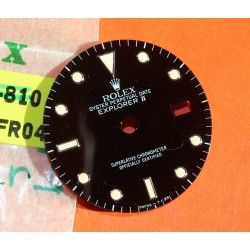 x
-810
FR04
ROLEX
OYSTER PERPETUAL DATE
EXPLORER II
SUPERLATIVE CHRONOMETER
OFFICIALLY CERTIFIED